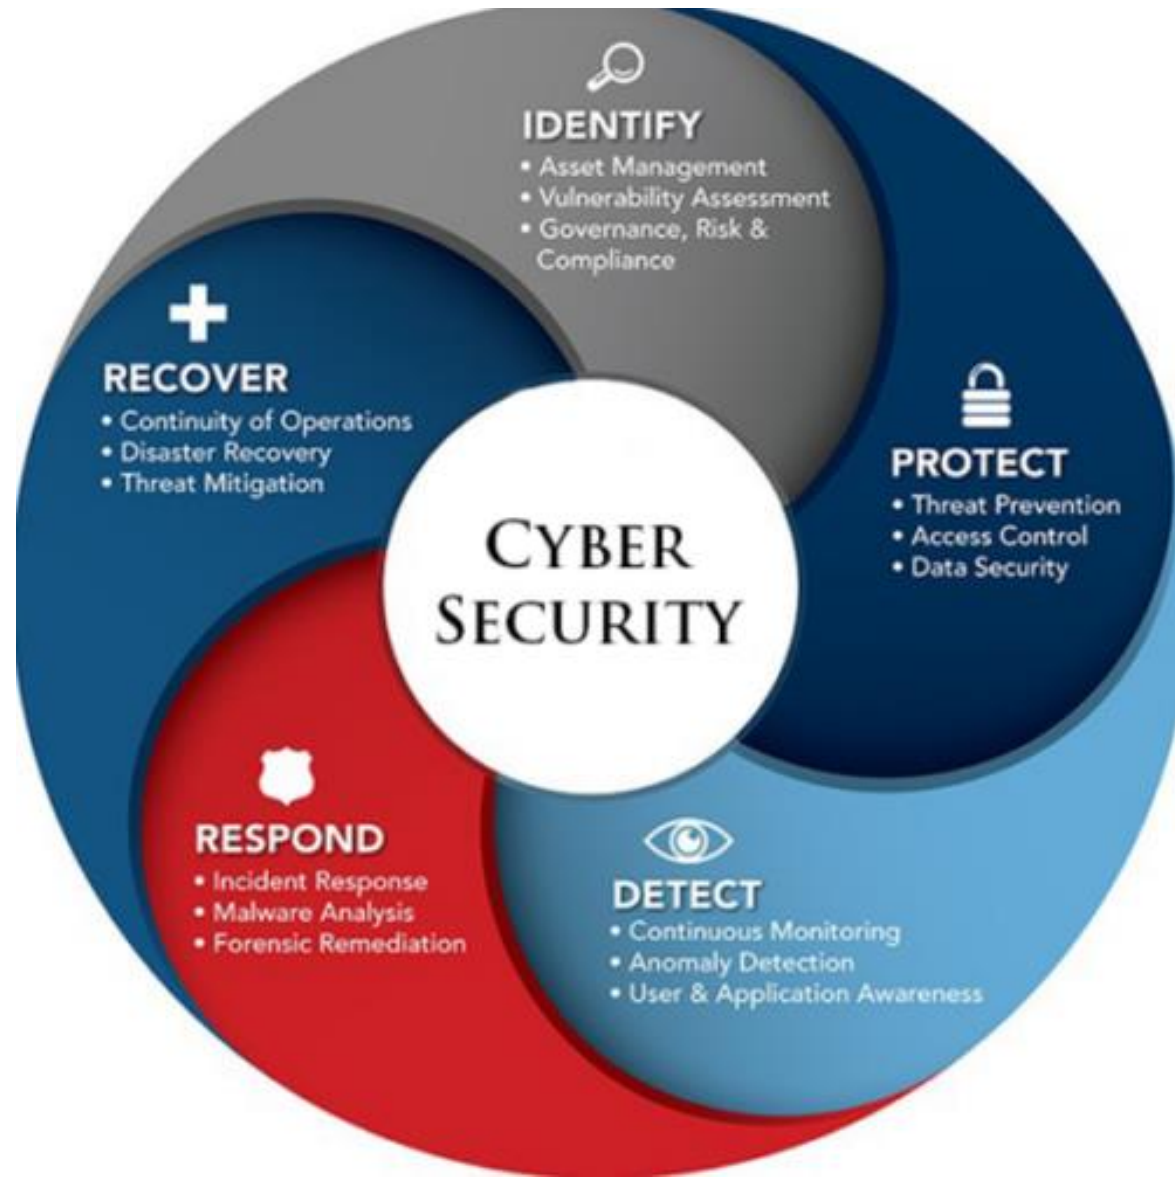 IDENTIFY
• Asset Management
• Vulnerability Assessment
• Governance, Risk &
Compliance
PROTECT
• Threat Prevention
• Access Control
• Data Security
DETECT
• Continuous Monitoring
• Anomaly Detection
• User & Application Awareness
RESPOND
• Incident Response
• Malware Analysis
• Forensic Remediation
RECOVER
• Continuity of Operations
• Disaster Recovery
• Threat Mitigation
CYBER
SECURITY